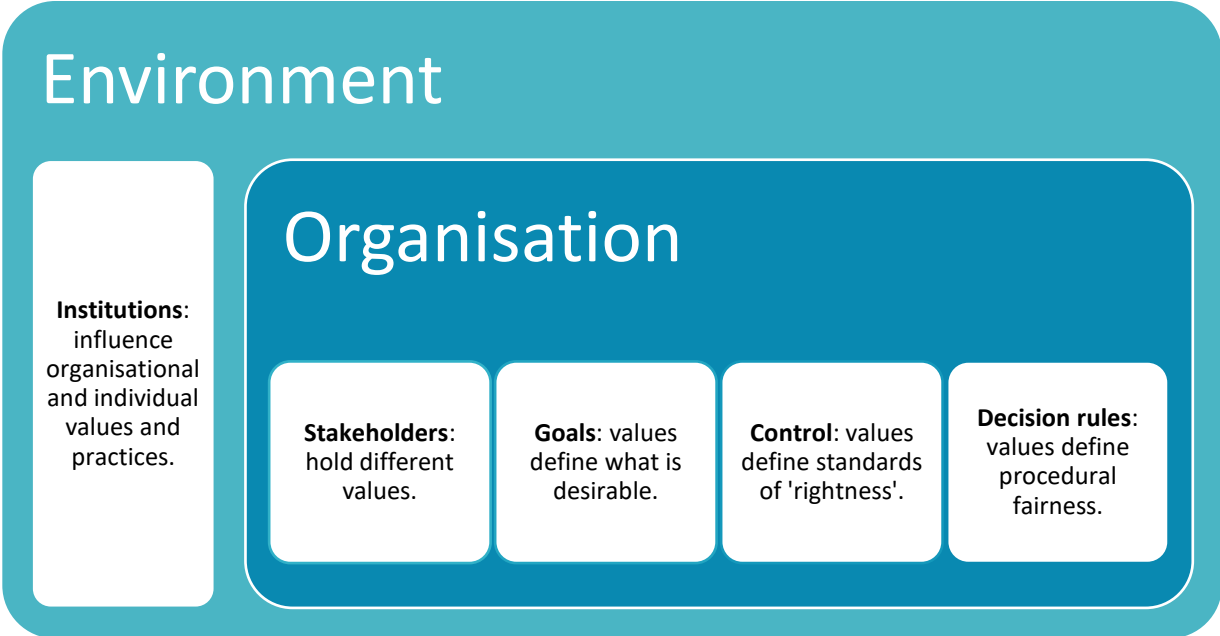 Environment
Organisation
Institutions:
influence
organisational
and individual
values and
practices.
Stakeholders:
hold different
values.
Goals: values
define what is
desirable.
Control: values
define standards
of 'rightness'.
Decision rules:
values define
procedural
fairness.